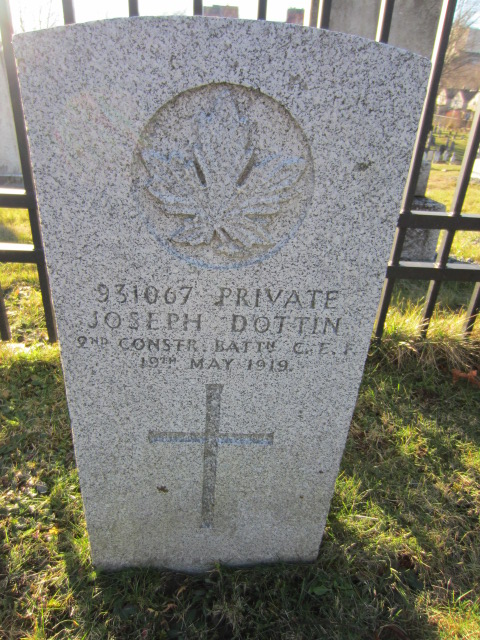 931067 PRIVATE
JOSEPH DOTTIN
2ND CONSTR. BATTN C. E. F.
19TH MAY 1919.